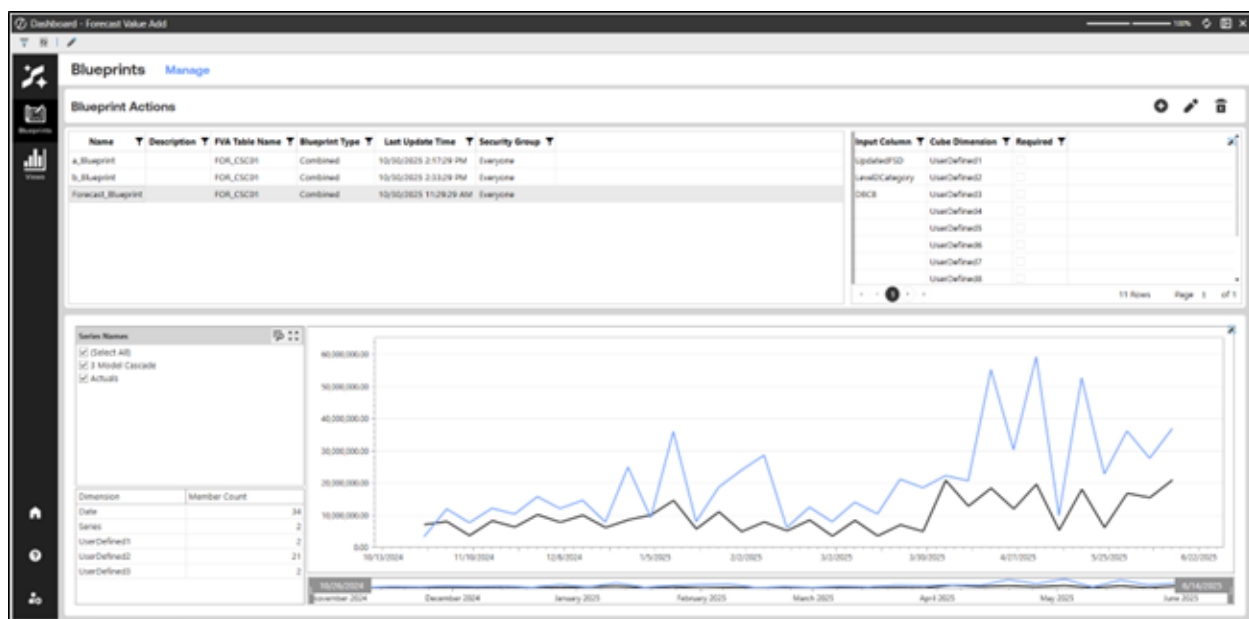 Dashboard - Forecast Value Add
100%
Blueprints Manage
Blueprint Actions
Blueprints
Views
Name Description FVA Table Name Blueprint Type Last Update Time Security Group
a_Blueprint FOR_CSC01 Combined 10/30/2025 2:17:29 PM Everyone
b_Blueprint FOR_CSC01 Combined 10/30/2025 2:33:29 PM Everyone
Forecast_Blueprint FOR_CSC01 Combined 10/30/2025 11:29:29 AM Everyone
Input Column Cube Dimension Required
UpdatedFSD UserDefined1
Level2Category UserDefined2
UserDefined3
UserDefined4
UserDefined5
UserDefined6
UserDefined7
UserDefined8
1 11 Rows Page 1 of 1
Series Names
(Select All)
3 Model Cascade
Actuals
Dimension Member Count
Date 34
Series 2
UserDefined1 2
UserDefined2 21
UserDefined3 2
60,000,000.00
50,000,000.00
40,000,000.00
30,000,000.00
20,000,000.00
10,000,000.00
0.00
10/13/2024 11/10/2024 12/8/2024 1/5/2025 2/2/2025 3/2/2025 3/30/2025 4/27/2025 5/25/2025 6/22/2025
10/26/2024 6/14/2025
November 2024 December 2024 January 2025 February 2025 March 2025 April 2025 May 2025 June 2025